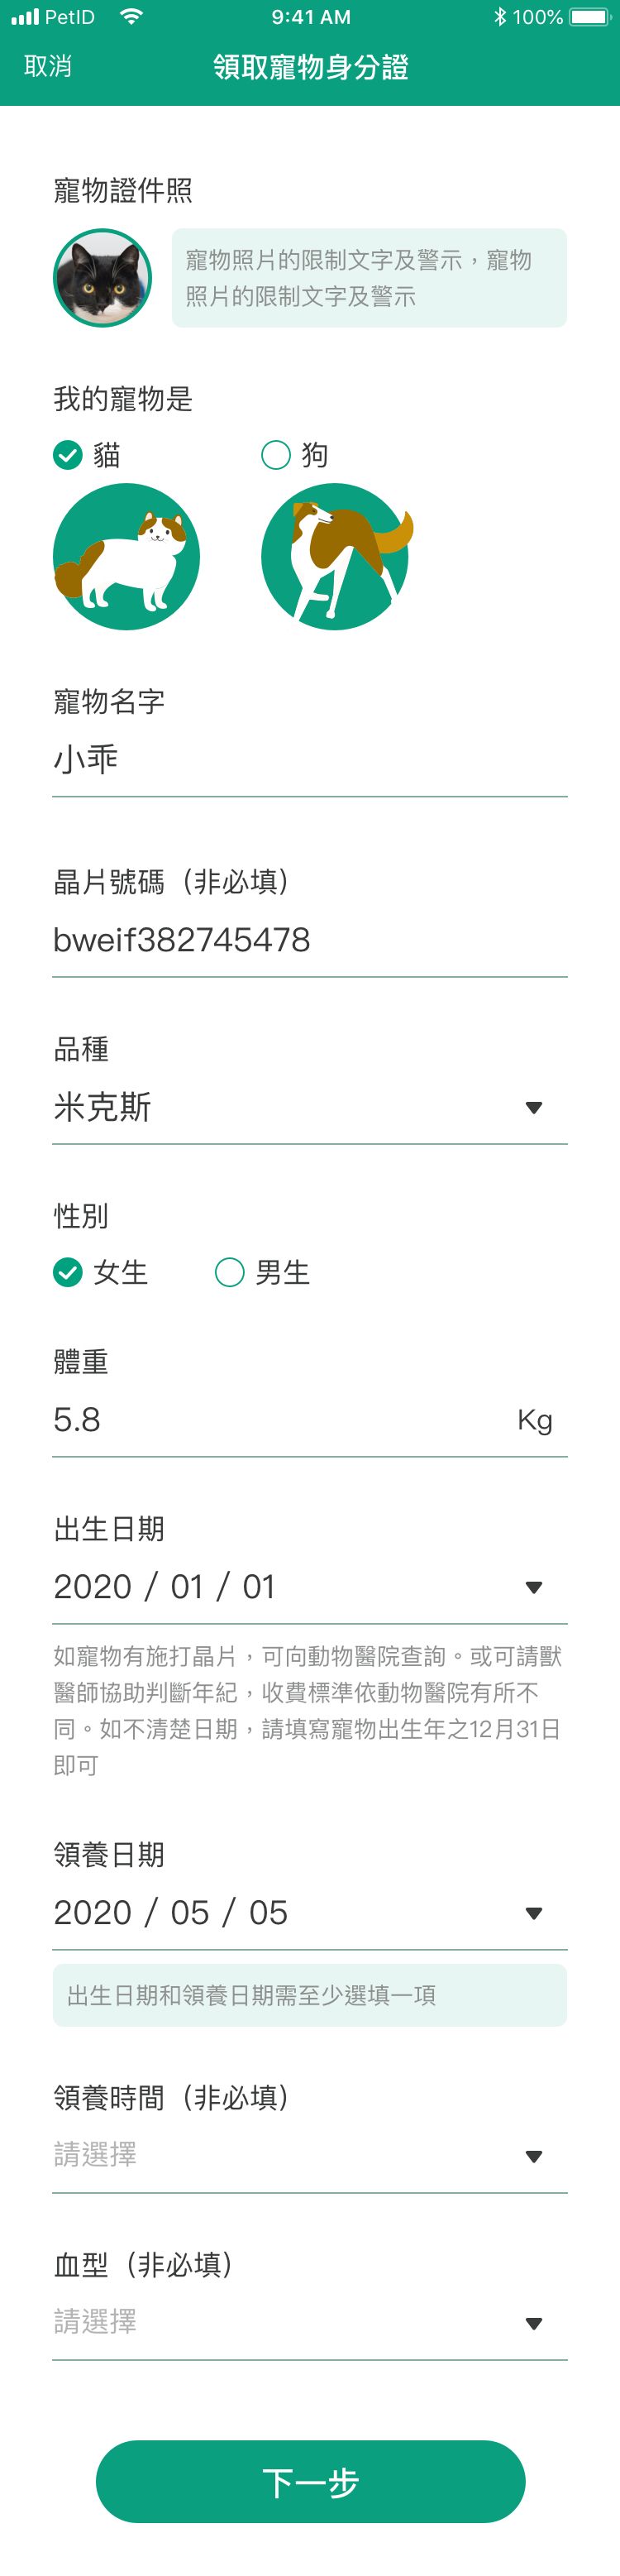 PetID 9:41 AM 100%
取消 領取寵物身分證
寵物證件照
寵物照片的限制文字及警示，寵物
照片的限制文字及警示
我的寵物是
貓 狗
寵物名字
小乖
晶片號碼（非必填）
bweif382745478
品種
米克斯
性別
女生 男生
體重
5.8 Kg
出生日期
2020 / 01 / 01
如寵物有施打晶片，可向動物醫院查詢。或可請獸
醫師協助判斷年紀，收費標準依動物醫院有所不
同。如不清楚日期，請填寫寵物出生年之12月31日
即可
領養日期
2020 / 05 / 05
出生日期和領養日期需至少選填一項
領養時間（非必填）
請選擇
血型（非必填）
請選擇
下一步